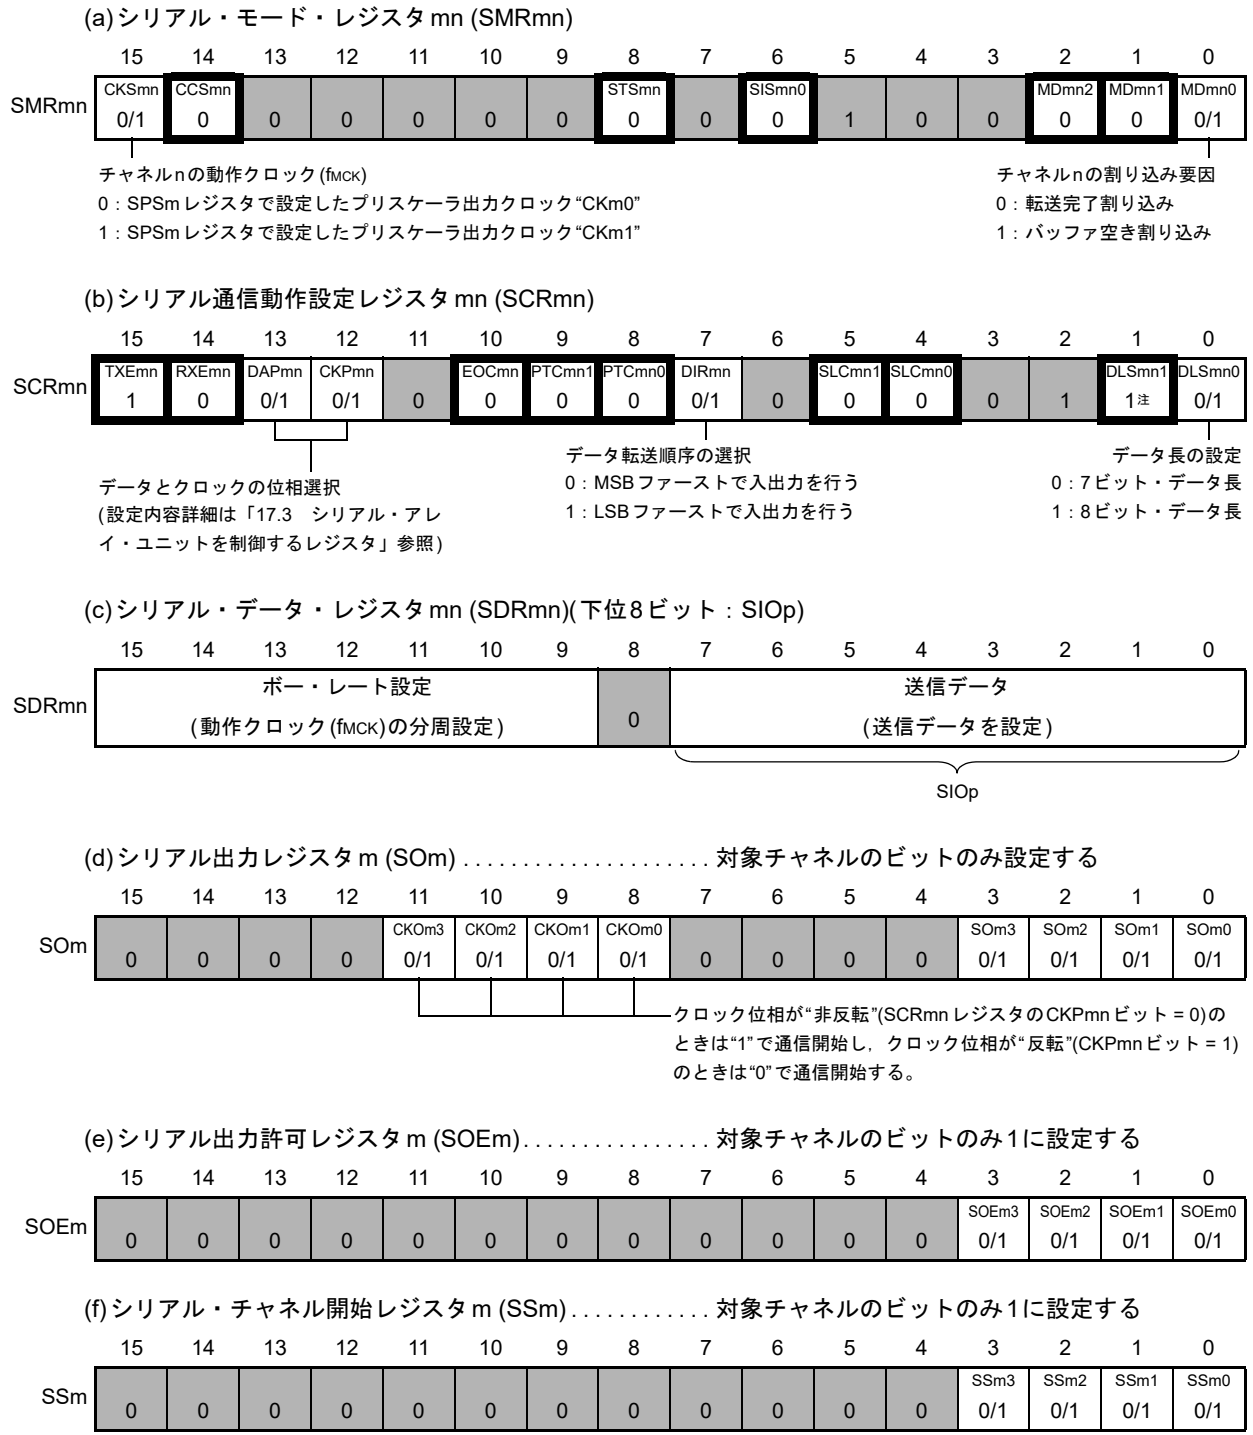 (a)シリアル・モード・レジスタmn (SMRmn)
15 14 13 12 11 10 9 8 7 6 5 4 3 2 1 0
CKSmn CCSmn STSmn SISmn0 MDmn2 MDmn1 MDmn0
SMRmn 0/1 0 0 0 0 0 0 0 0 0 1 0 0 0 0 0/1
チャネルnの動作クロック(fMCK)
0：SPSmレジスタで設定したプリスケーラ出力クロック“CKm0”
1：SPSmレジスタで設定したプリスケーラ出力クロック“CKm1”
チャネルnの割り込み要因
0：転送完了割り込み
1：バッファ空き割り込み
(b)シリアル通信動作設定レジスタmn (SCRmn)
15 14 13 12 11 10 9 8 7 6 5 4 3 2 1 0
TXEmn RXEmn DAPmn CKPmn EOCmn PTCmn1 PTCmn0 DIRmn SLCmn1 SLCmn0 DLSmn1 DLSmn0
SCRmn 1 0 0/1 0/1 0 0 0 0 0/1 0 0 0 0 1 1注 0/1
データとクロックの位相選択
(設定内容詳細は「17.3　シリアル・アレ
イ・ユニットを制御するレジスタ」参照)
データ転送順序の選択
0：MSBファーストで入出力を行う
1：LSBファーストで入出力を行う
データ長の設定
0：7ビット・データ長
1：8ビット・データ長
(c)シリアル・データ・レジスタmn (SDRmn)(下位8ビット：SIOp)
15 14 13 12 11 10 9 8 7 6 5 4 3 2 1 0
SDRmn
ボー・レート設定
(動作クロック(fMCK)の分周設定)
0
送信データ
(送信データを設定)
SIOp
(d)シリアル出力レジスタm (SOm) ..................... 対象チャネルのビットのみ設定する
15 14 13 12 11 10 9 8 7 6 5 4 3 2 1 0
CKOm3 CKOm2 CKOm1 CKOm0 SOm3 SOm2 SOm1 SOm0
SOm 0 0 0 0 0/1 0/1 0/1 0/1 0 0 0 0 0/1 0/1 0/1 0/1
クロック位相が“非反転”(SCRmnレジスタのCKPmnビット = 0)の
ときは“1”で通信開始し，クロック位相が“反転”(CKPmnビット = 1)
のときは“0”で通信開始する。
(e)シリアル出力許可レジスタm (SOEm)................ 対象チャネルのビットのみ1に設定する
15 14 13 12 11 10 9 8 7 6 5 4 3 2 1 0
SOEm3 SOEm2 SOEm1 SOEm0
SOEm 0 0 0 0 0 0 0 0 0 0 0 0 0/1 0/1 0/1 0/1
(f)シリアル・チャネル開始レジスタm (SSm)............ 対象チャネルのビットのみ1に設定する
15 14 13 12 11 10 9 8 7 6 5 4 3 2 1 0
SSm3 SSm2 SSm1 SSm0
SSm 0 0 0 0 0 0 0 0 0 0 0 0 0/1 0/1 0/1 0/1